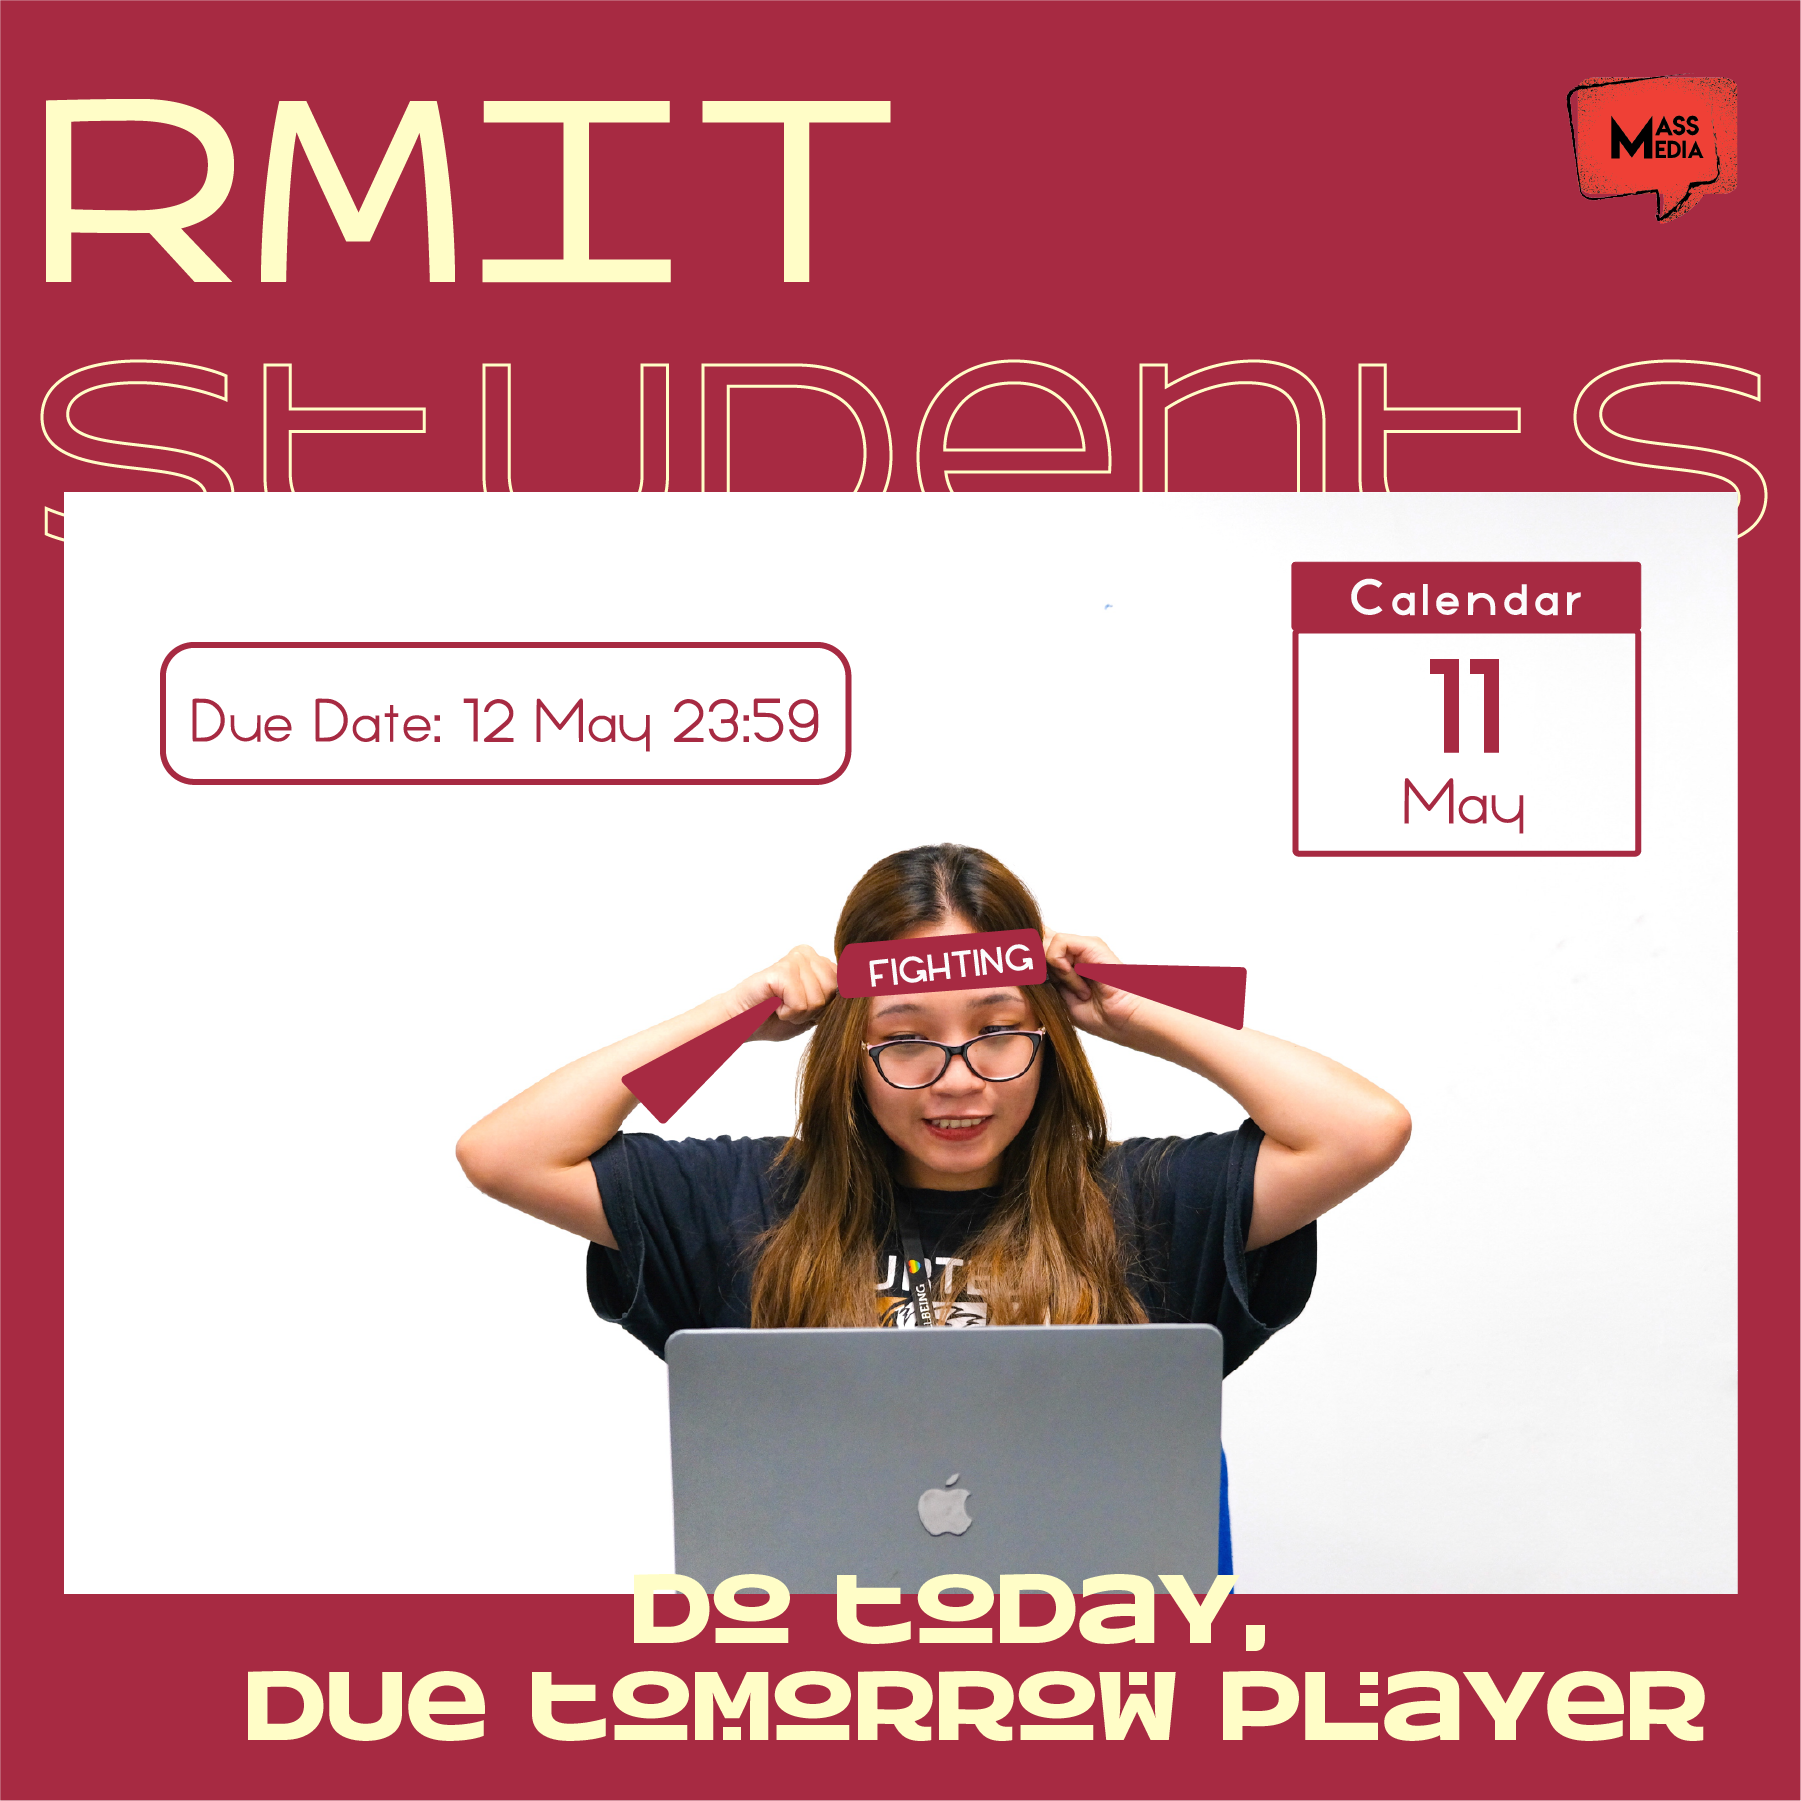 RMIT
MASS
MEDIA
Students
Calendar
11
May
Due Date: 12 May 23:59
FIGHTING
DO TODAY,
DUE TOMORROW PLAYER